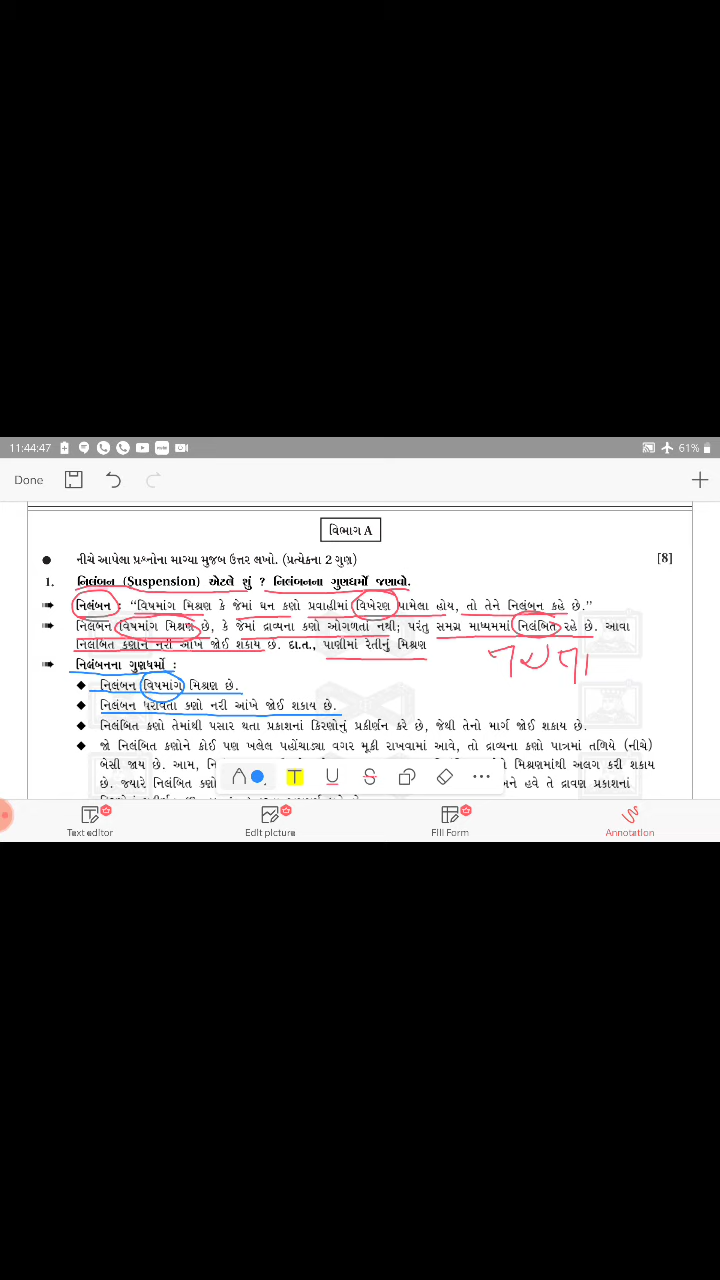 11:44:47 61%
Done
વિભાગ A
● નીચે આપેલા પ્રશ્નોના માગ્યા મુજબ ઉત્તર લખો. (પ્રત્યેકના 2 ગુણ) [8]
1. નિલંબન (Suspension) એટલે શું ? નિલંબનના ગુણધર્મો જણાવો.
➠ નિલંબન : “વિષમાંગ મિશ્રણ કે જેમાં ઘન કણો પ્રવાહીમાં વિખેરણ પામેલા હોય, તો તેને નિલંબન કહે છે.”
➠ નિલંબન વિષમાંગ મિશ્રણ છે, કે જેમાં દ્રાવ્યના કણો ઓગળતાં નથી; પરંતુ સમગ્ર માધ્યમમાં નિલંબિત રહે છે. આવા
નિલંબિત કણોને નરી આંખે જોઈ શકાય છે. દા.ત., પાણીમાં રેતીનું મિશ્રણ
➠ નિલંબનના ગુણધર્મો :
◆ નિલંબન વિષમાંગ મિશ્રણ છે.
◆ નિલંબન ધરાવતા કણો નરી આંખે જોઈ શકાય છે.
◆ નિલંબિત કણો તેમાંથી પસાર થતા પ્રકાશનાં કિરણોનું પ્રકીર્ણન કરે છે, જેથી તેનો માર્ગ જોઈ શકાય છે.
◆ જો નિલંબિત કણોને કોઈ પણ ખલેલ પહોંચાડ્યા વગર મૂકી રાખવામાં આવે, તો દ્રાવ્યના કણો પાત્રમાં તળિયે (નીચે)
બેસી જાય છે. આમ, મિશ્રણમાંથી અલગ કરી શકાય
છે. જ્યારે નિલંબિત કણો અને હવે તે દ્રાવણ પ્રકાશનાં
Text editor Edit picture Fill Form Annotation